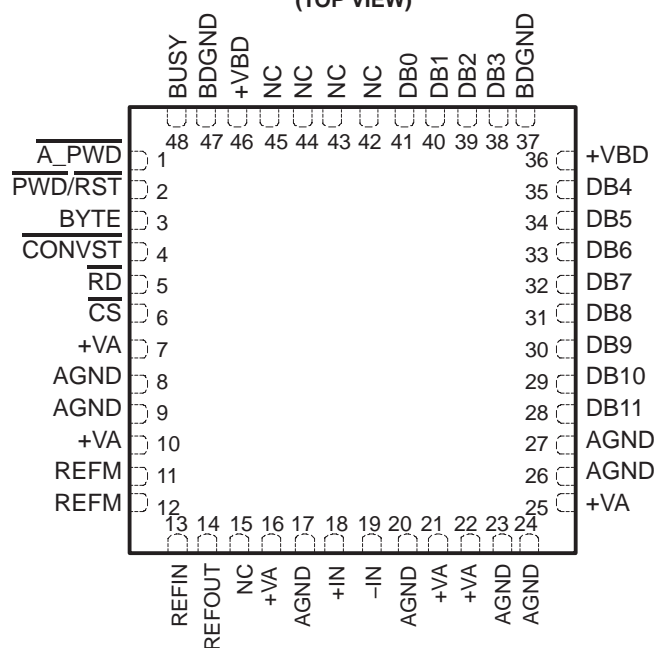 (TOP VIEW)
BUSY
BDGND
+VBD
NC
NC
NC
NC
DB0
DB1
DB2
DB3
BDGND
48 47 46 45 44 43 42 41 40 39 38 37
A_PWD 1
PWD/RST 2
BYTE 3
CONVST 4
RD 5
CS 6
+VA 7
AGND 8
AGND 9
+VA 10
REFM 11
REFM 12
36 +VBD
35 DB4
34 DB5
33 DB6
32 DB7
31 DB8
30 DB9
29 DB10
28 DB11
27 AGND
26 AGND
25 +VA
13 14 15 16 17 18 19 20 21 22 23 24
REFIN
REFOUT
NC
+VA
AGND
+IN
–IN
AGND
+VA
+VA
AGND
AGND